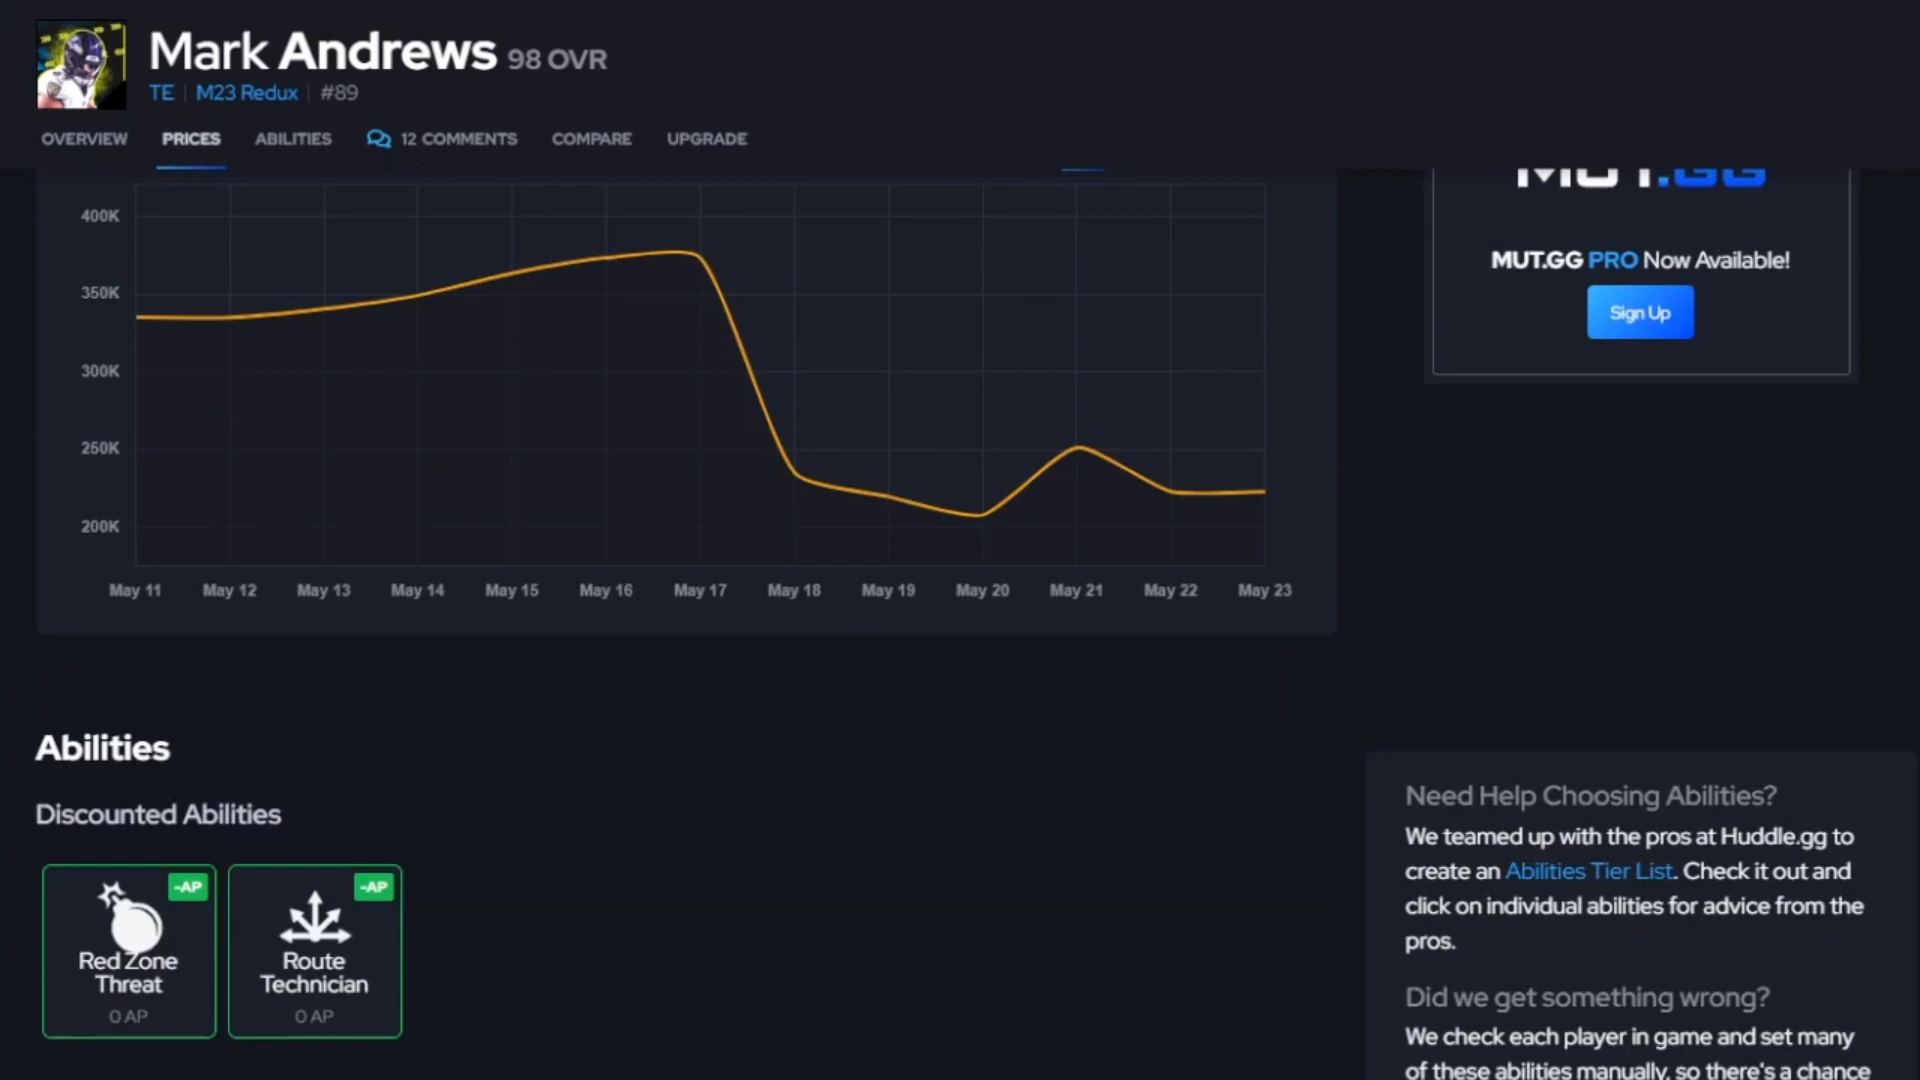 Mark Andrews 98 OVR
TE | M23 Redux | #89
OVERVIEW PRICES ABILITIES 12 COMMENTS COMPARE UPGRADE
MUT.GG
400K
350K
300K
250K
200K
May 11 May 12 May 13 May 14 May 15 May 16 May 17 May 18 May 19 May 20 May 21 May 22 May 23
MUT.GG PRO Now Available!
Sign Up
Abilities
Discounted Abilities
-AP
Red Zone
Threat
0 AP
-AP
Route
Technician
0 AP
Need Help Choosing Abilities?
We teamed up with the pros at Huddle.gg to
create an Abilities Tier List. Check it out and
click on individual abilities for advice from the
pros.
Did we get something wrong?
We check each player in game and set many
of these abilities manually, so there's a chance